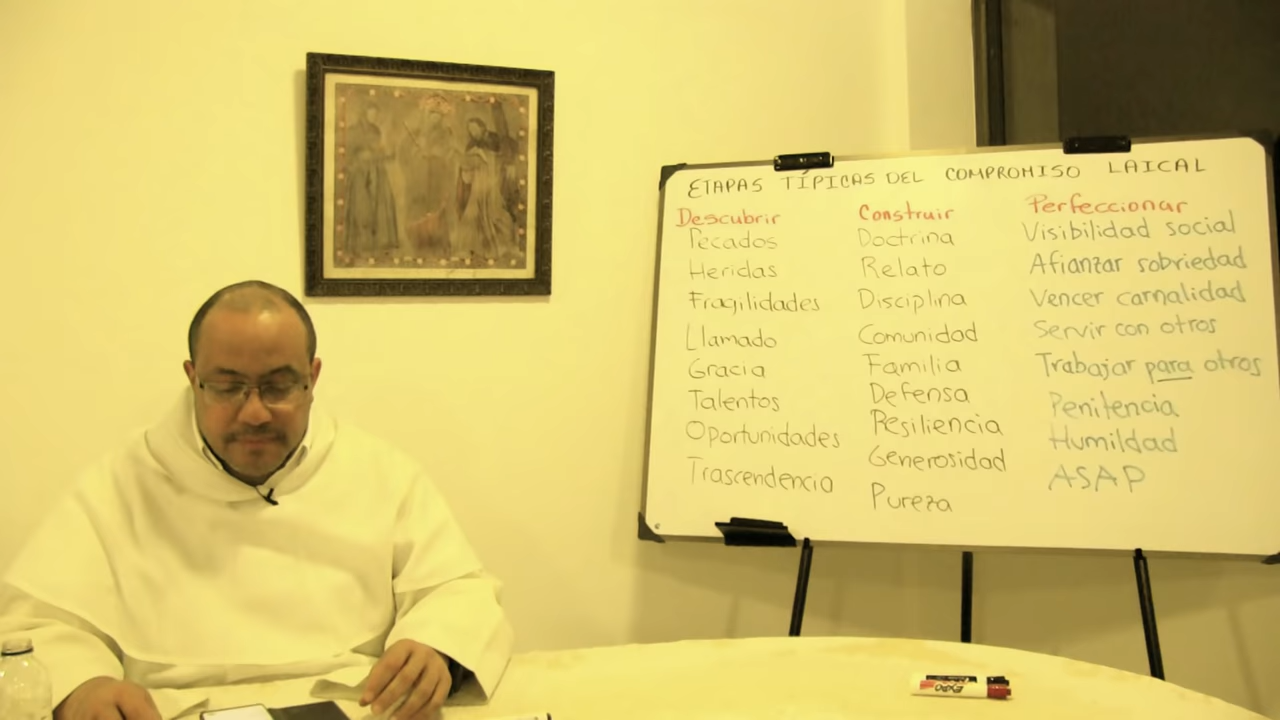 ETAPAS TÍPICAS DEL COMPROMISO LAICAL
Descubrir
Pecados
Heridas
Fragilidades
Llamado
Gracia
Talentos
Oportunidades
Trascendencia
Construir
Doctrina
Relato
Disciplina
Comunidad
Familia
Defensa
Resiliencia
Generosidad
Pureza
Perfeccionar
Visibilidad social
Afianzar sobriedad
Vencer carnalidad
Servir con otros
Trabajar para otros
Penitencia
Humildad
ASAP
EXPO